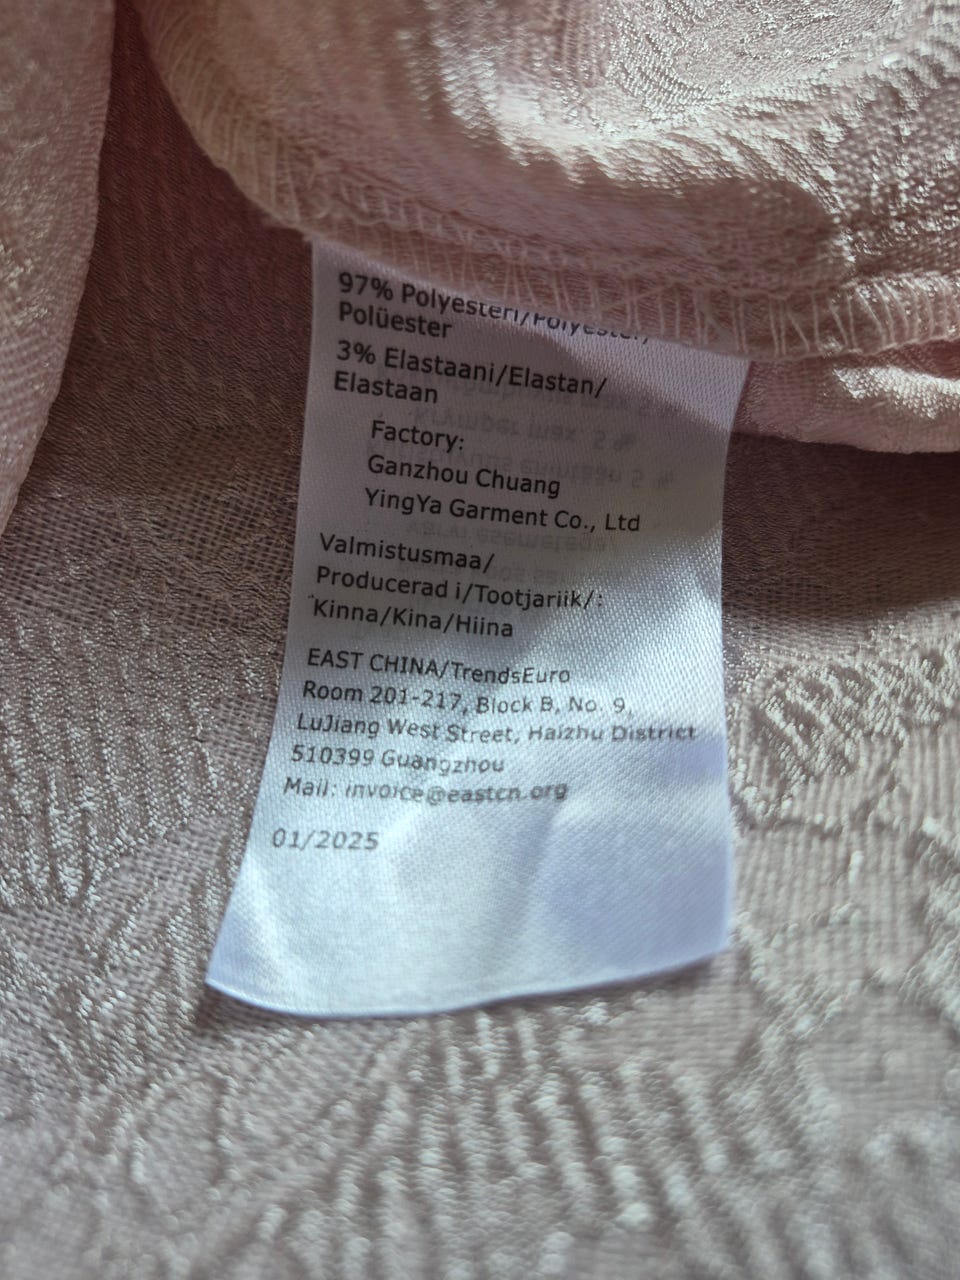 97% Polyesteri/Polyester/
Polüester
3% Elastaani/Elastan/
Elastaan
Factory:
Ganzhou Chuang
YingYa Garment Co., Ltd
Valmistusmaa/
Producerad i/Tootjariik/:
Kinna/Kina/Hiina
EAST CHINA/TrendsEuro
Room 201-217, Block B, No. 9,
LuJiang West Street, Haizhu District
510399 Guangzhou
Mail: invoice@eastcn.org
01/2025